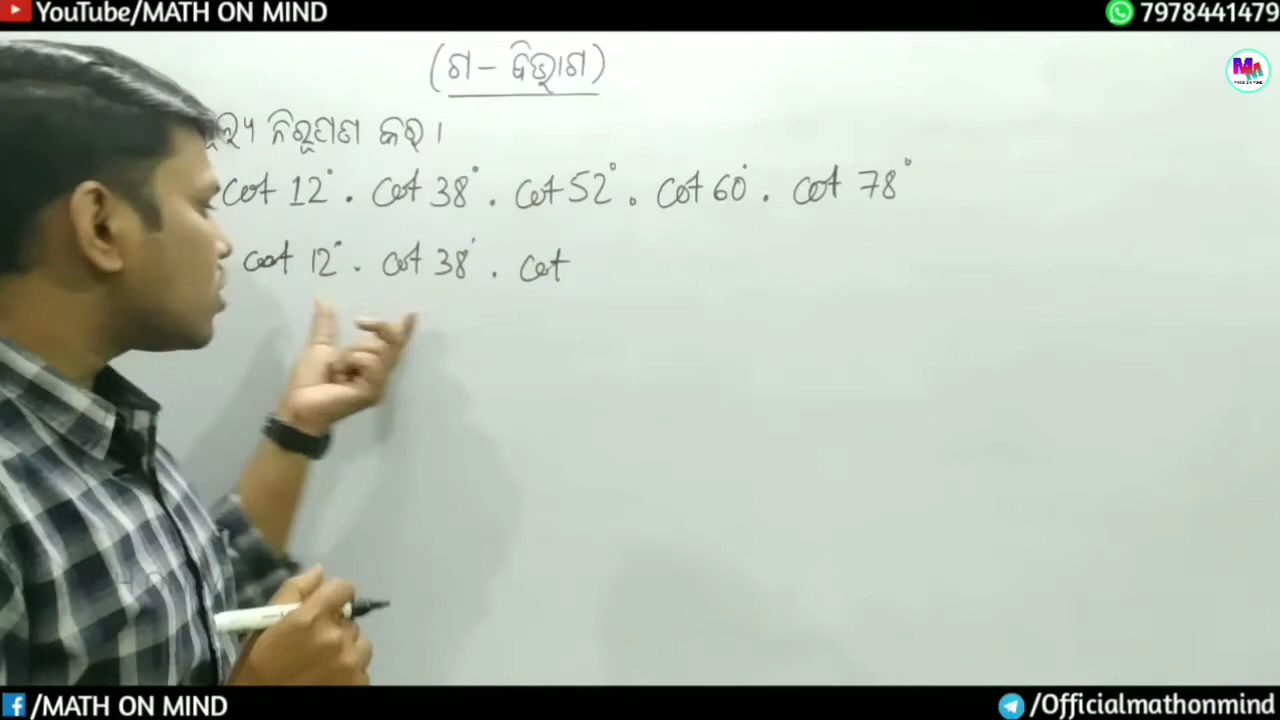 YouTube/MATH ON MIND
7978441479
(ଗ - ବିଭାଗ)
ନିରୂପଣ କର ।
cot 12° . cot 38° . cot 52° . cot 60° . cot 78°
cot 12° . cot 38° . cot
/MATH ON MIND
/Officialmathonmind